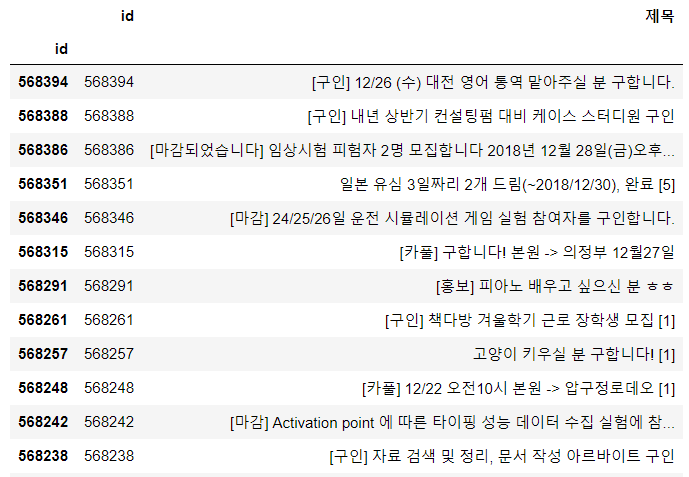 id 제목
id
568394 568394 [구인] 12/26 (수) 대전 영어 통역 맡아주실 분 구합니다.
568388 568388 [구인] 내년 상반기 컨설팅펌 대비 케이스 스터디원 구인
568386 568386 [마감되었습니다] 임상시험 피험자 2명 모집합니다 2018년 12월 28일(금)오후...
568351 568351 일본 유심 3일짜리 2개 드림(~2018/12/30), 완료 [5]
568346 568346 [마감] 24/25/26일 운전 시뮬레이션 게임 실험 참여자를 구인합니다.
568315 568315 [카풀] 구합니다! 본원 -> 의정부 12월27일
568291 568291 [홍보] 피아노 배우고 싶으신 분 ㅎㅎ
568261 568261 [구인] 책다방 겨울학기 근로 장학생 모집 [1]
568257 568257 고양이 키우실 분 구합니다! [1]
568248 568248 [카풀] 12/22 오전10시 본원 -> 압구정로데오 [1]
568242 568242 [마감] Activation point 에 따른 타이핑 성능 데이터 수집 실험에 참...
568238 568238 [구인] 자료 검색 및 정리, 문서 작성 아르바이트 구인